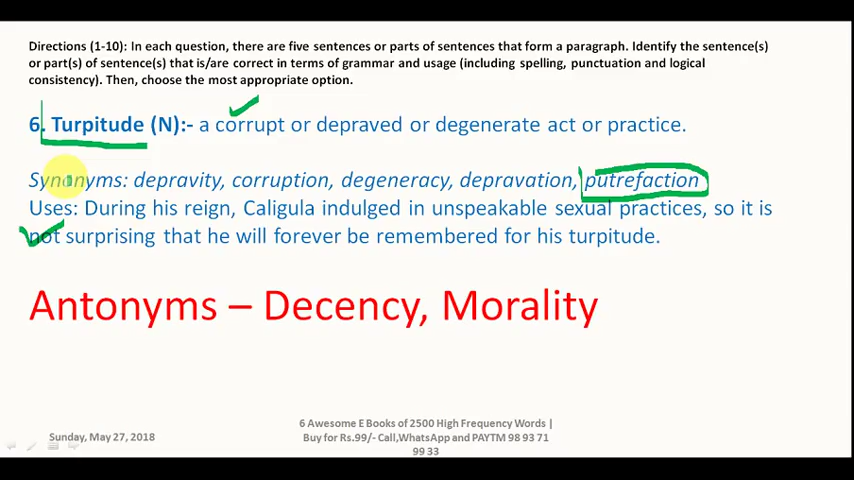 Directions (1-10): In each question, there are five sentences or parts of sentences that form a paragraph. Identify the sentence(s)
or part(s) of sentence(s) that is/are correct in terms of grammar and usage (including spelling, punctuation and logical
consistency). Then, choose the most appropriate option.
6. Turpitude (N):- a corrupt or depraved or degenerate act or practice.
Synonyms: depravity, corruption, degeneracy, depravation, putrefaction
Uses: During his reign, Caligula indulged in unspeakable sexual practices, so it is
not surprising that he will forever be remembered for his turpitude.
Antonyms – Decency, Morality
Sunday, May 27, 2018
6 Awesome E Books of 2500 High Frequency Words |
Buy for Rs.99/- Call,WhatsApp and PAYTM 98 93 71
99 33